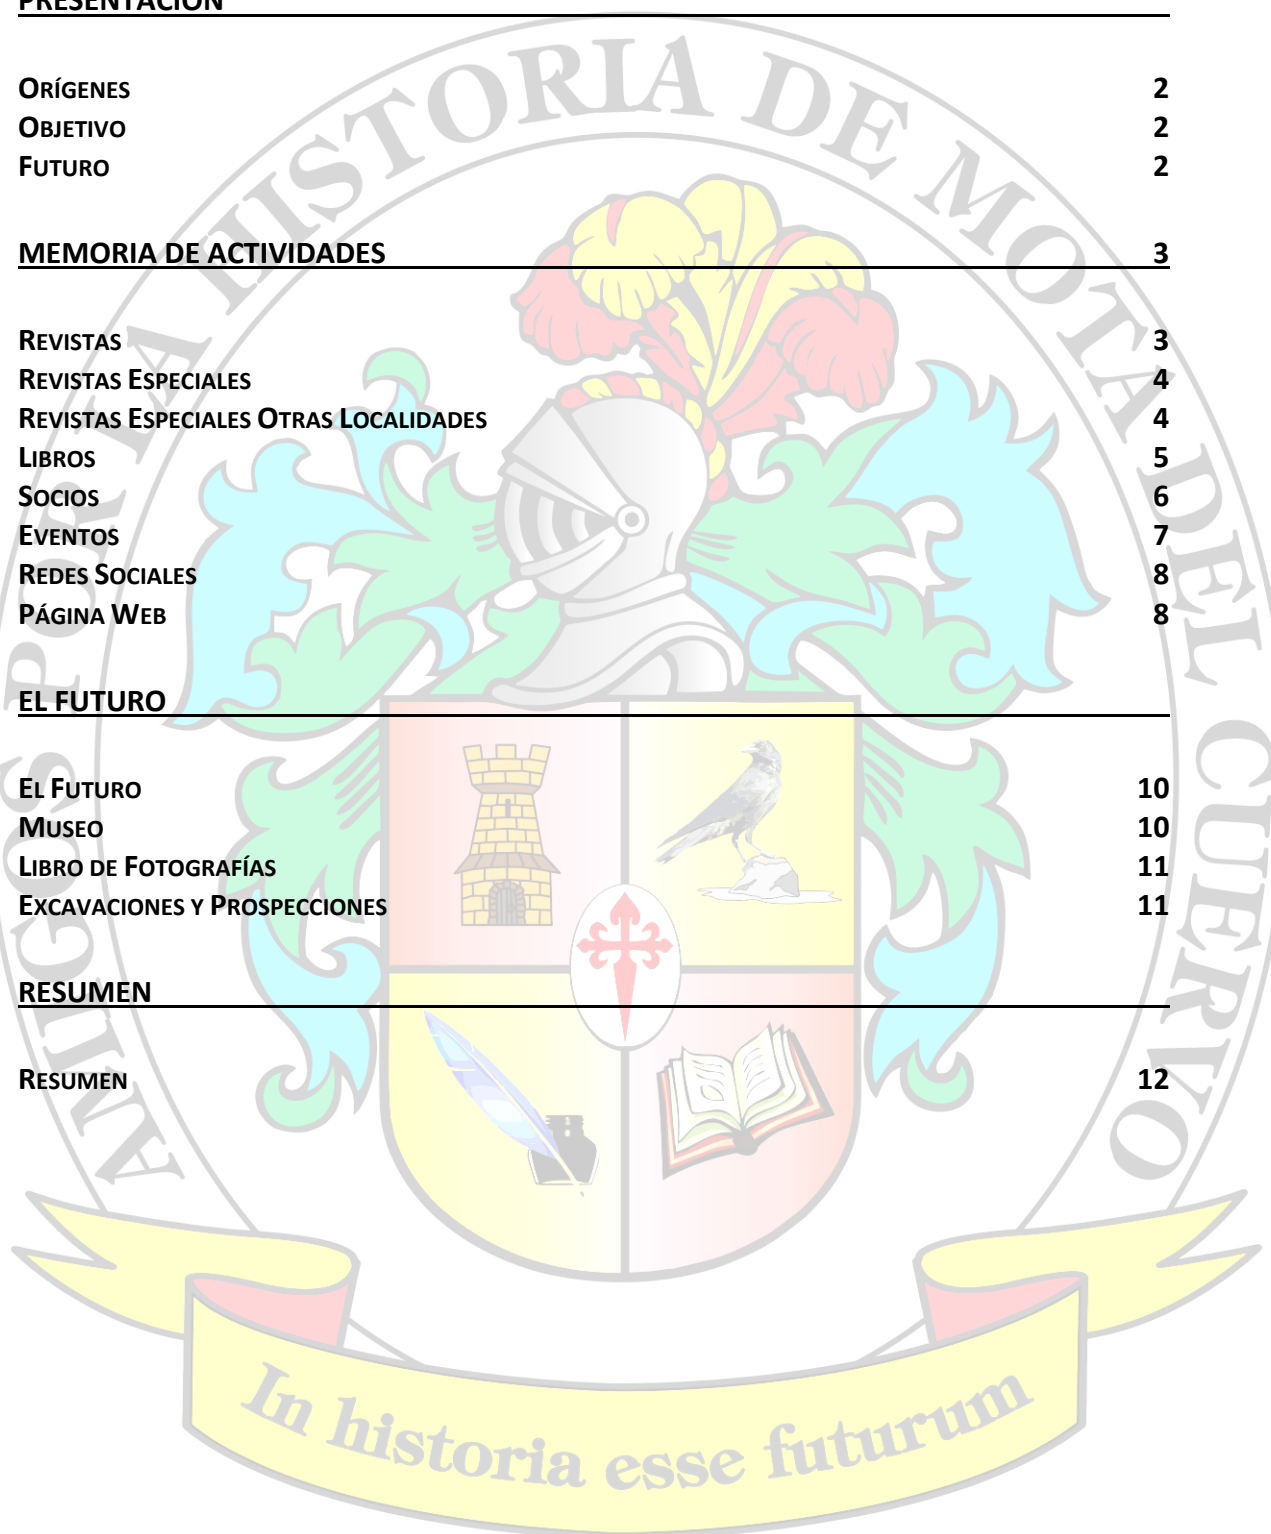 PRESENTACIÓN
ORÍGENES 2
OBJETIVO 2
FUTURO 2
MEMORIA DE ACTIVIDADES 3
REVISTAS 3
REVISTAS ESPECIALES 4
REVISTAS ESPECIALES OTRAS LOCALIDADES 4
LIBROS 5
SOCIOS 6
EVENTOS 7
REDES SOCIALES 8
PÁGINA WEB 8
EL FUTURO
EL FUTURO 10
MUSEO 10
LIBRO DE FOTOGRAFÍAS 11
EXCAVACIONES Y PROSPECCIONES 11
RESUMEN
RESUMEN 12
AMIGOS POR LA HISTORIA DE MOTA DEL CUERVO
In historia esse futurum